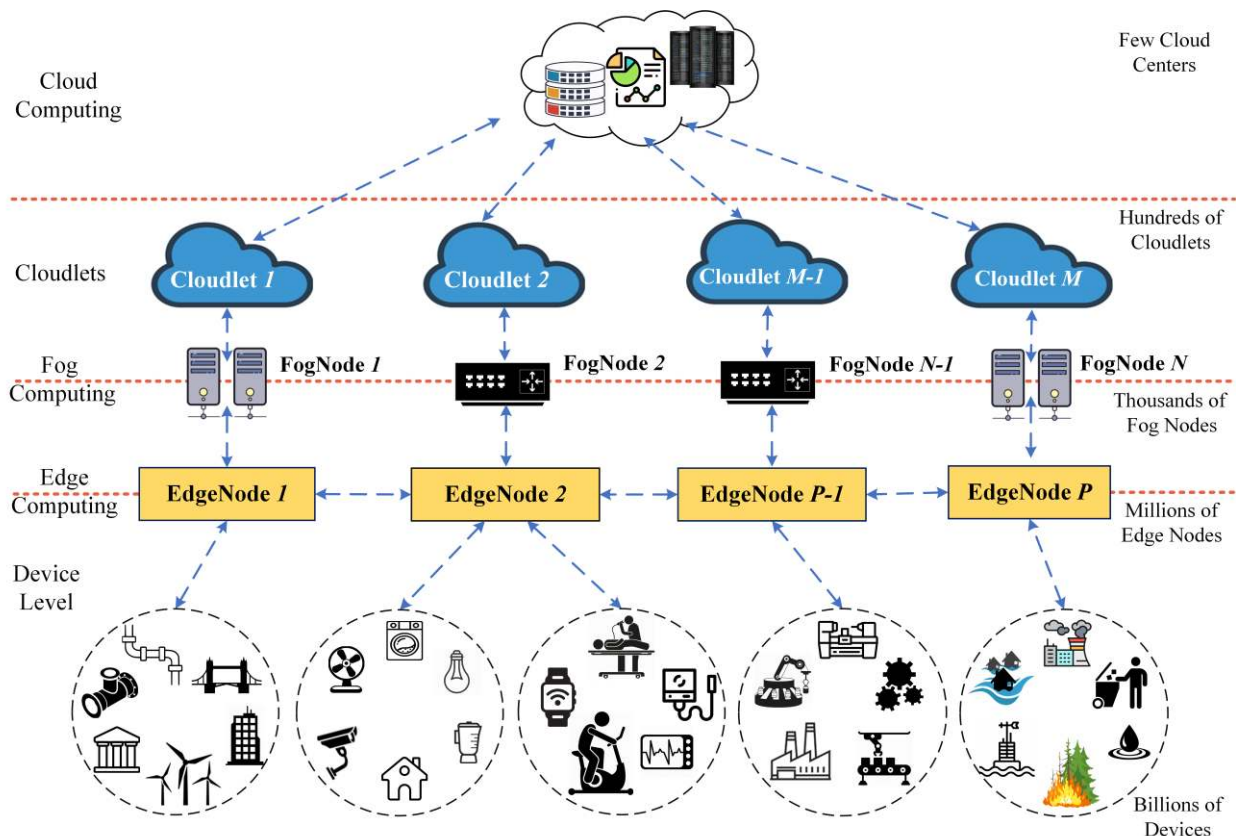 Cloud
Computing
Few Cloud
Centers
Hundreds of
Cloudlets
Cloudlets
Cloudlet 1
Cloudlet 2
Cloudlet M-1
Cloudlet M
Fog
Computing
FogNode 1
FogNode 2
FogNode N-1
FogNode N
Thousands of
Fog Nodes
Edge
Computing
EdgeNode 1
EdgeNode 2
EdgeNode P-1
EdgeNode P
Millions of
Edge Nodes
Device
Level
Billions of
Devices